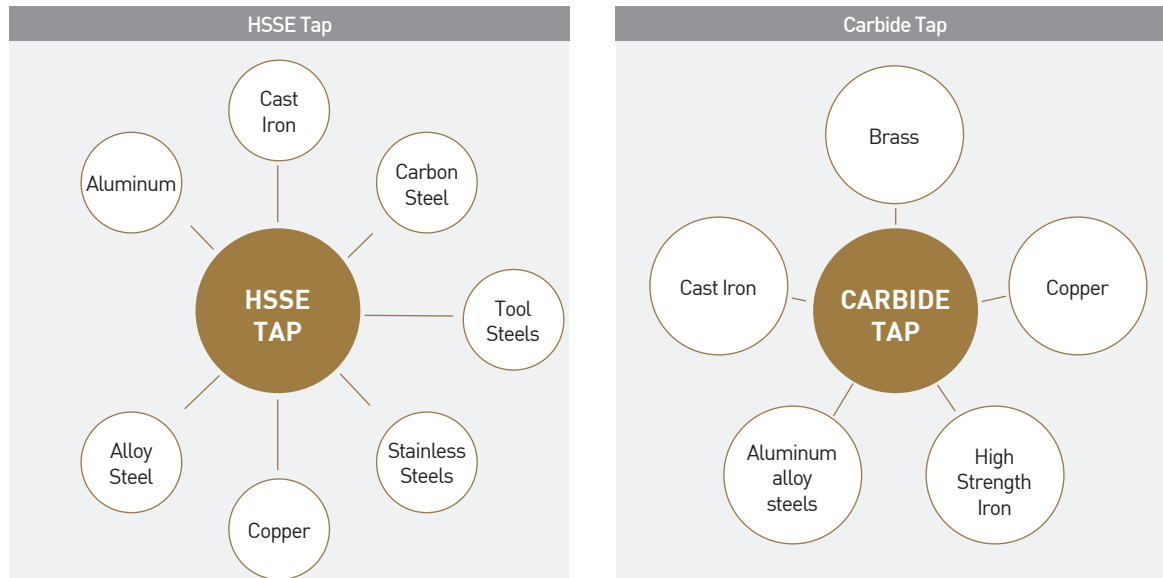 HSSE Tap
Cast
Iron
Aluminum
Carbon
Steel
HSSE
TAP
Tool
Steels
Alloy
Steel
Stainless
Steels
Copper
Carbide Tap
Brass
Cast Iron
Copper
CARBIDE
TAP
Aluminum
alloy
steels
High
Strength
Iron